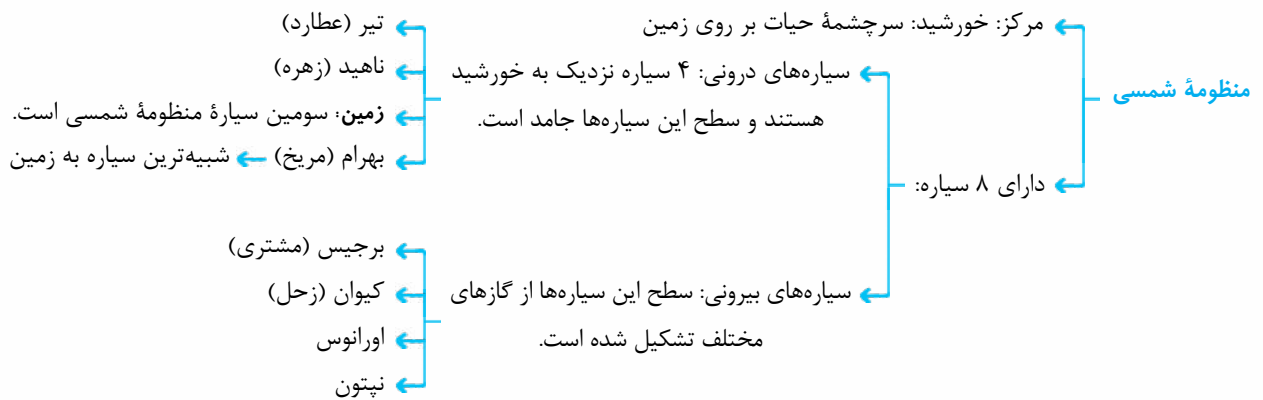 منظومهٔ شمسی
مرکز: خورشید: سرچشمهٔ حیات بر روی زمین
دارای ۸ سیاره:
سیاره‌های درونی: ۴ سیاره نزدیک به خورشید
هستند و سطح این سیاره‌ها جامد است.
تیر (عطارد)
ناهید (زهره)
زمین: سومین سیارهٔ منظومهٔ شمسی است.
بهرام (مریخ) ← شبیه‌ترین سیاره به زمین
سیاره‌های بیرونی: سطح این سیاره‌ها از گازهای
مختلف تشکیل شده است.
برجیس (مشتری)
کیوان (زحل)
اورانوس
نپتون